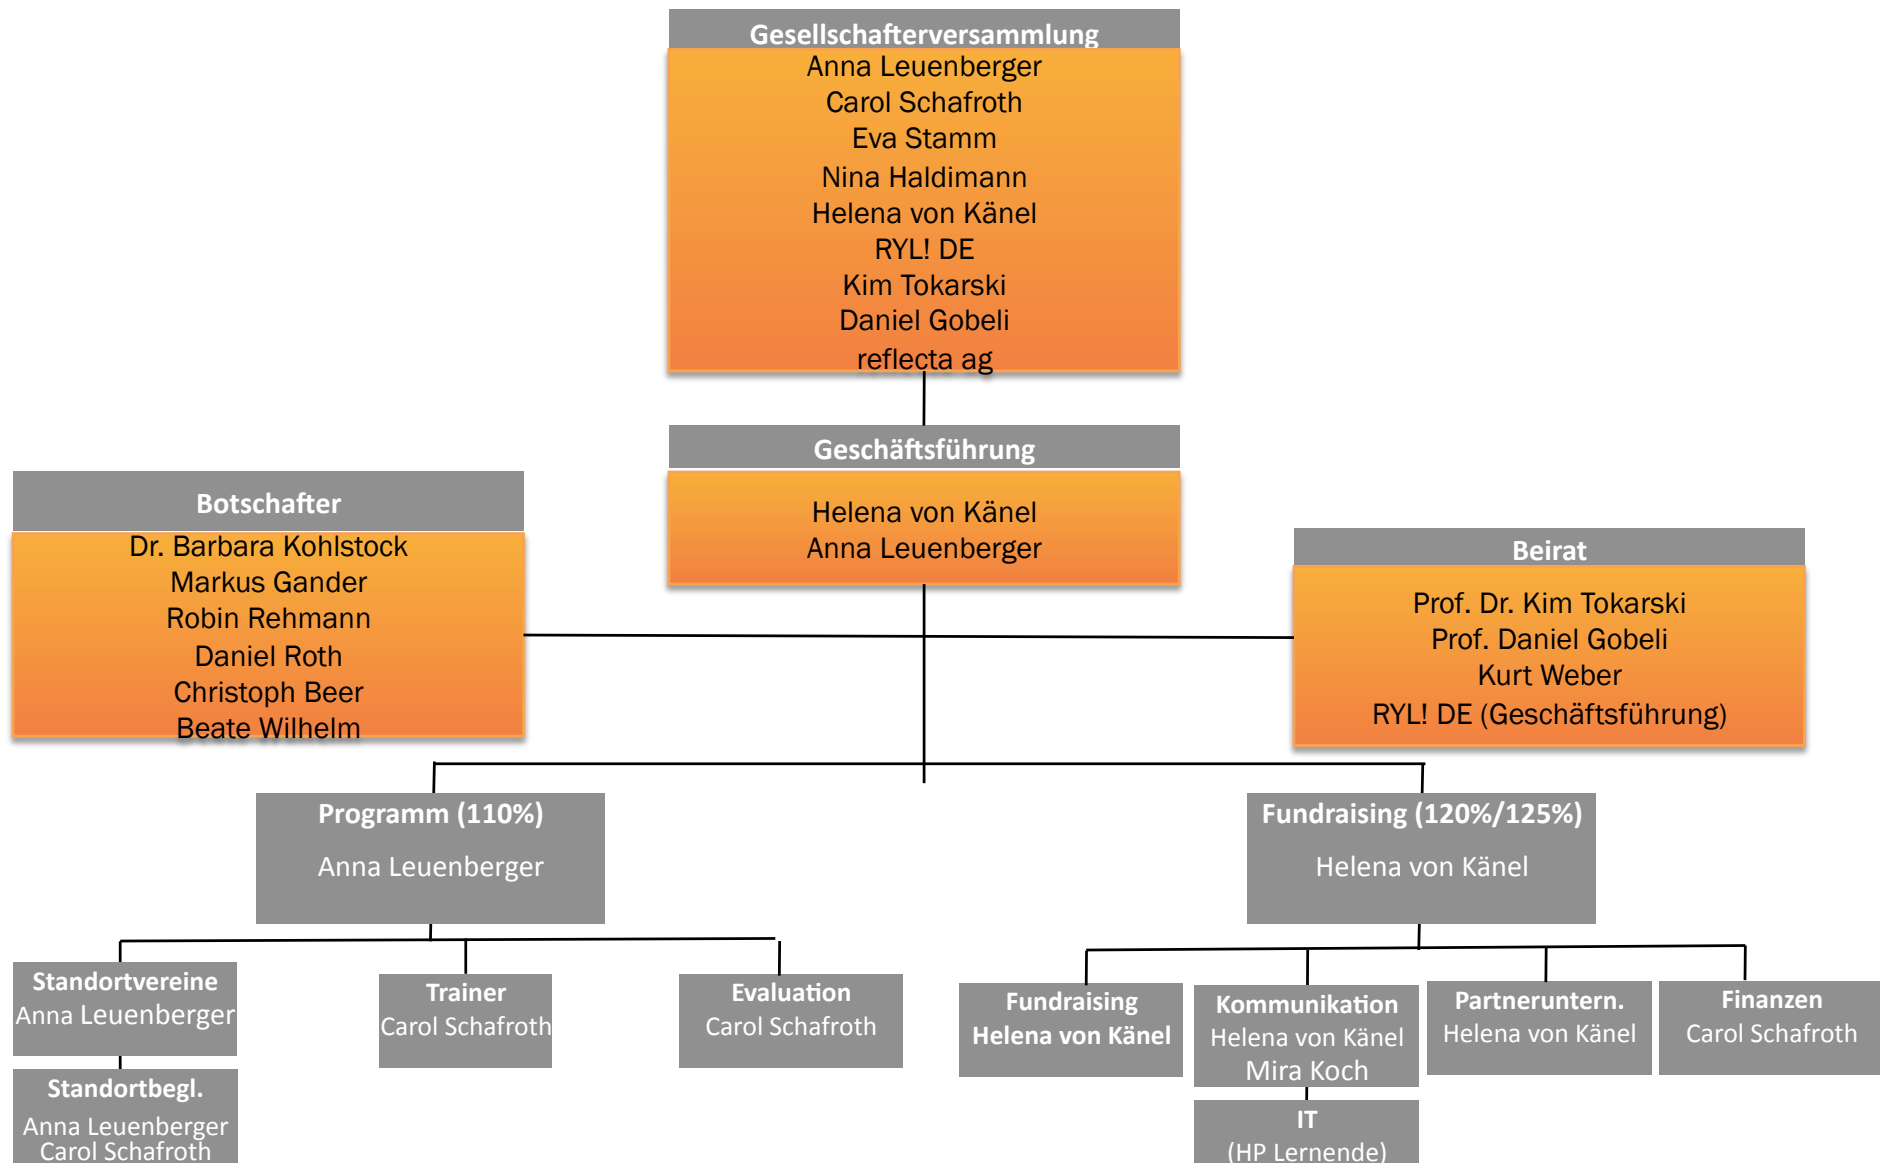 Gesellschafterversammlung
Anna Leuenberger
Carol Schafroth
Eva Stamm
Nina Haldimann
Helena von Känel
RYL! DE
Kim Tokarski
Daniel Gobeli
reflecta ag
Geschäftsführung
Helena von Känel
Anna Leuenberger
Botschafter
Dr. Barbara Kohlstock
Markus Gander
Robin Rehmann
Daniel Roth
Christoph Beer
Beate Wilhelm
Beirat
Prof. Dr. Kim Tokarski
Prof. Daniel Gobeli
Kurt Weber
RYL! DE (Geschäftsführung)
Programm (110%)
Anna Leuenberger
Fundraising (120%/125%)
Helena von Känel
Standortvereine
Anna Leuenberger
Standortbegl.
Anna Leuenberger
Carol Schafroth
Trainer
Carol Schafroth
Evaluation
Carol Schafroth
Fundraising
Helena von Känel
Kommunikation
Helena von Känel
Mira Koch
IT
(HP Lernende)
Partneruntern.
Helena von Känel
Finanzen
Carol Schafroth